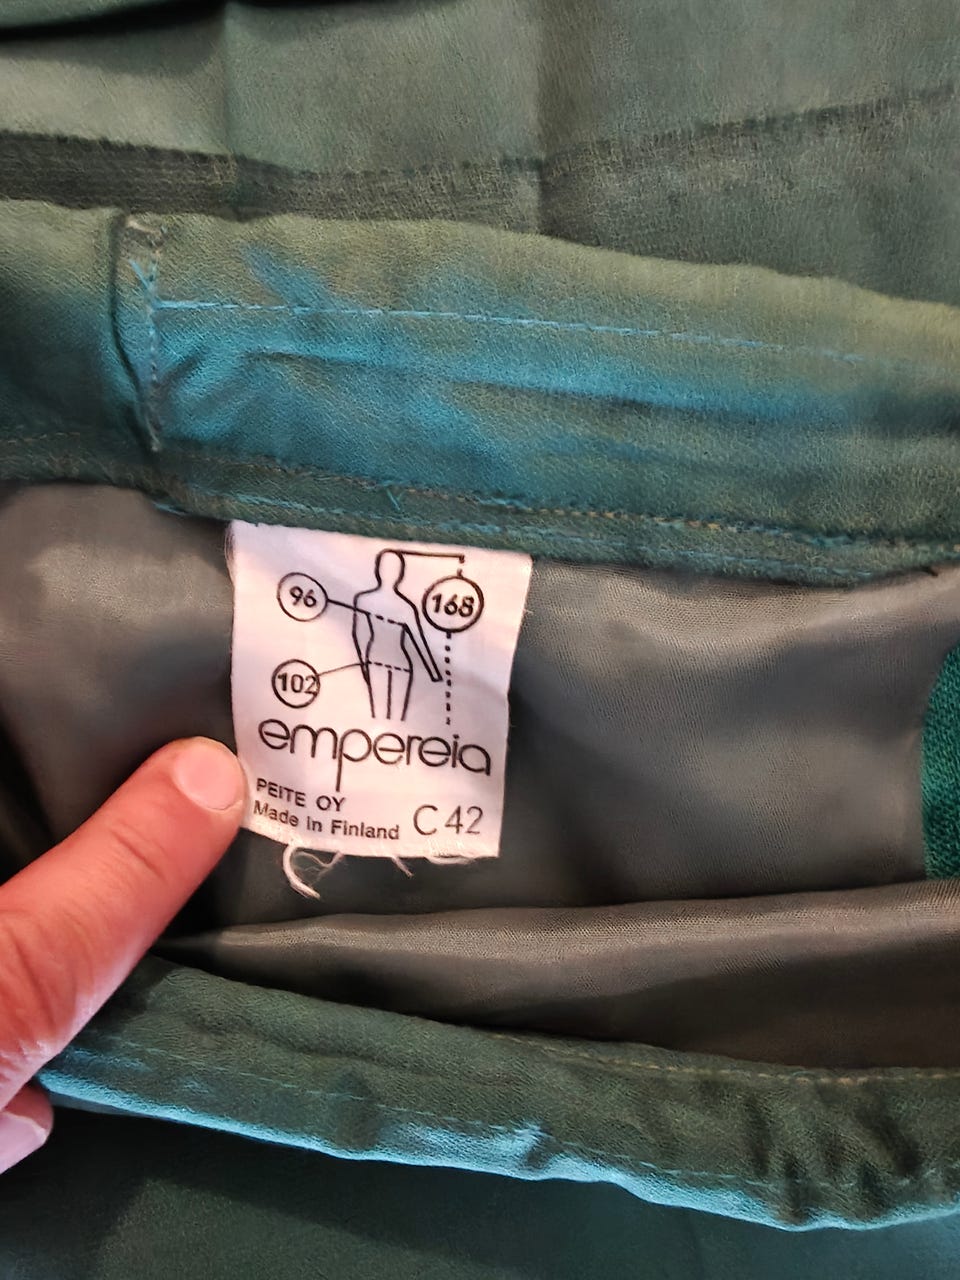 96
168
102
empereia
PEITE OY
Made in Finland
C 42